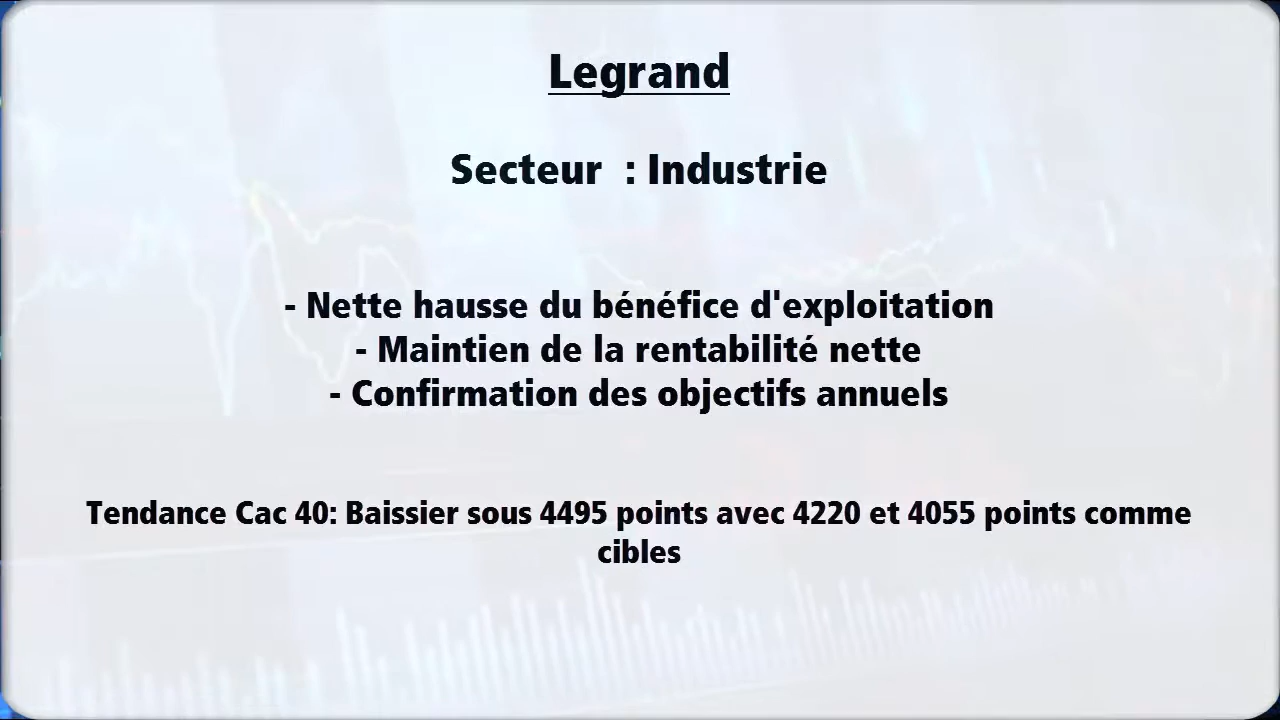 Legrand
Secteur : Industrie
- Nette hausse du bénéfice d'exploitation
- Maintien de la rentabilité nette
- Confirmation des objectifs annuels
Tendance Cac 40: Baissier sous 4495 points avec 4220 et 4055 points comme
cibles